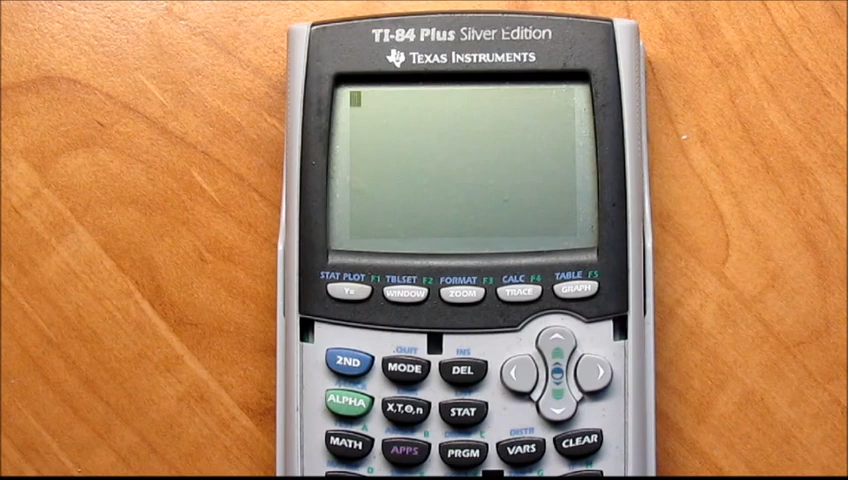 TI-84 Plus Silver Edition
TEXAS INSTRUMENTS
STAT PLOT F1 TBLSET F2 FORMAT F3 CALC F4 TABLE F5
Y= WINDOW ZOOM TRACE GRAPH
QUIT INS
2ND MODE DEL
ALPHA X,T,Θ,n STAT
A B DISTR
MATH APPS PRGM VARS CLEAR
D